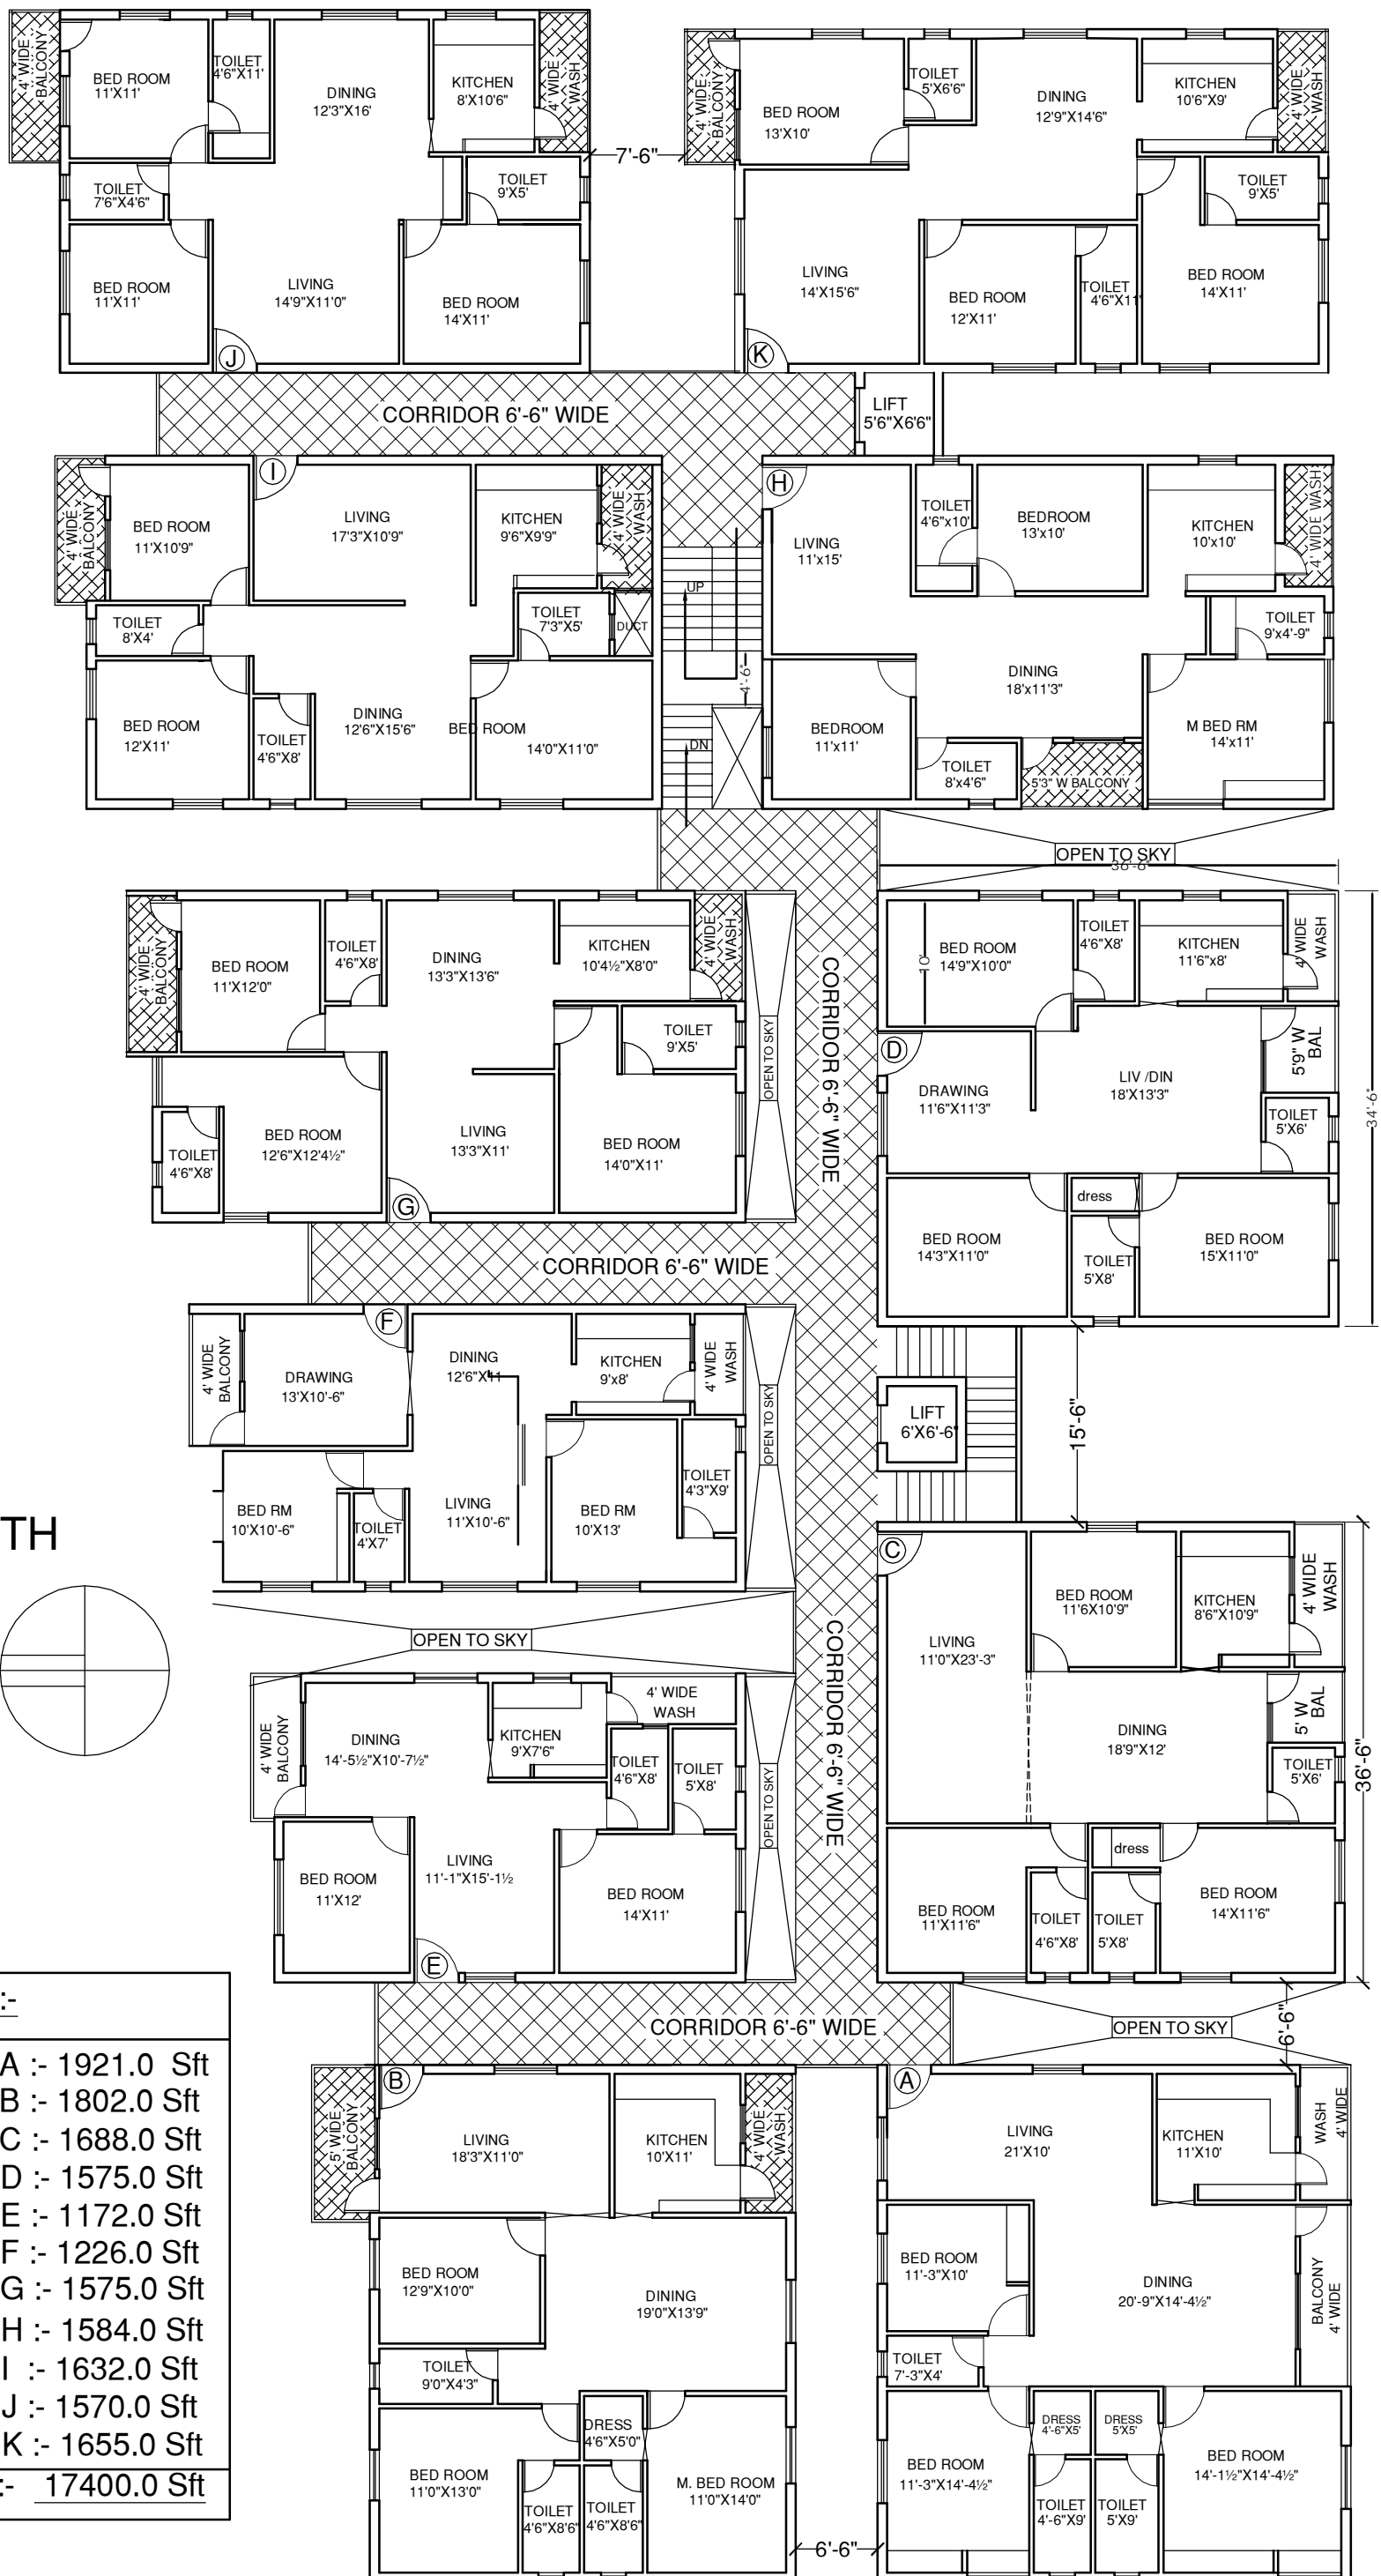 4' WIDE
BALCONY
BED ROOM
11'X11'
TOILET
4'6"X11'
DINING
12'3"X16'
KITCHEN
8'X10'6"
4' WIDE
WASH
TOILET
7'6"X4'6"
TOILET
9'X5'
BED ROOM
11'X11'
LIVING
14'9"X11'0"
BED ROOM
14'X11'
J
7'-6"
4' WIDE
BALCONY
BED ROOM
13'X10'
TOILET
5'X6'6"
DINING
12'9"X14'6"
KITCHEN
10'6"X9'
4' WIDE
WASH
TOILET
9'X5'
LIVING
14'X15'6"
BED ROOM
12'X11'
TOILET
4'6"X11'
BED ROOM
14'X11'
K
CORRIDOR 6'-6" WIDE
LIFT
5'6"X6'6"
4' WIDE
BALCONY
BED ROOM
11'X10'9"
I
LIVING
17'3"X10'9"
KITCHEN
9'6"X9'9"
4' WIDE
WASH
TOILET
8'X4'
TOILET
7'3"X5'
DUCT
BED ROOM
12'X11'
TOILET
4'6"X8'
DINING
12'6"X15'6"
BED ROOM
14'0"X11'0"
UP
4'-6"
DN
H
LIVING
11'x15'
TOILET
4'6"x10'
BEDROOM
13'x10'
KITCHEN
10'x10'
4' WIDE WASH
TOILET
9'x4'-9"
DINING
18'x11'3"
BEDROOM
11'x11'
TOILET
8'x4'6"
5'3" W BALCONY
M BED RM
14'x11'
OPEN TO SKY
36'-6"
4' WIDE
BALCONY
BED ROOM
11'X12'0"
TOILET
4'6"X8'
DINING
13'3"X13'6"
KITCHEN
10'4½"X8'0"
4' WIDE
WASH
TOILET
9'X5'
OPEN TO SKY
TOILET
4'6"X8'
BED ROOM
12'6"X12'4½"
LIVING
13'3"X11'
BED ROOM
14'0"X11'
G
CORRIDOR 6'-6" WIDE
BED ROOM
14'9"X10'0"
10'
TOILET
4'6"X8'
KITCHEN
11'6"x8'
4' WIDE
WASH
D
DRAWING
11'6"X11'3"
LIV /DIN
18'X13'3"
5'9" W
BAL
TOILET
5'X6'
34'-6"
BED ROOM
14'3"X11'0"
dress
TOILET
5'X8'
BED ROOM
15'X11'0"
CORRIDOR 6'-6" WIDE
F
4' WIDE
BALCONY
DRAWING
13'X10'-6"
DINING
12'6"X11
KITCHEN
9'x8'
4' WIDE
WASH
OPEN TO SKY
BED RM
10'X10'-6"
TOILET
4'X7'
LIVING
11'X10'-6"
BED RM
10'X13'
TOILET
4'3"X9'
LIFT
6'X6'-6"
15'-6"
TH
OPEN TO SKY
CORRIDOR 6'-6" WIDE
C
LIVING
11'0"X23'-3"
BED ROOM
11'6X10'9"
KITCHEN
8'6"X10'9"
4' WIDE
WASH
DINING
18'9"X12'
5' W
BAL
TOILET
5'X6'
36'-6"
BED ROOM
11'X11'6"
TOILET
4'6"X8'
dress
TOILET
5'X8'
BED ROOM
14'X11'6"
4' WIDE
BALCONY
DINING
14'-5½"X10'-7½"
KITCHEN
9'X7'6"
4' WIDE
WASH
TOILET
4'6"X8'
TOILET
5'X8'
OPEN TO SKY
BED ROOM
11'X12'
LIVING
11'-1"X15'-1½
BED ROOM
14'X11'
E
CORRIDOR 6'-6" WIDE
OPEN TO SKY
6'-6"
:-
A :- 1921.0 Sft
B :- 1802.0 Sft
C :- 1688.0 Sft
D :- 1575.0 Sft
E :- 1172.0 Sft
F :- 1226.0 Sft
G :- 1575.0 Sft
H :- 1584.0 Sft
I :- 1632.0 Sft
J :- 1570.0 Sft
K :- 1655.0 Sft
:- 17400.0 Sft
B
5' WIDE
BALCONY
LIVING
18'3"X11'0"
KITCHEN
10'X11'
4' WIDE
WASH
BED ROOM
12'9"X10'0"
DINING
19'0"X13'9"
TOILET
9'0"X4'3"
BED ROOM
11'0"X13'0"
DRESS
4'6"X5'0"
TOILET
4'6"X8'6"
TOILET
4'6"X8'6"
M. BED ROOM
11'0"X14'0"
6'-6"
A
LIVING
21'X10'
KITCHEN
11'X10'
WASH
4' WIDE
BED ROOM
11'-3"X10'
DINING
20'-9"X14'-4½"
BALCONY
4' WIDE
TOILET
7'-3"X4'
BED ROOM
11'-3"X14'-4½"
DRESS
4'-6"X5'
DRESS
5'X5'
TOILET
4'-6"X9'
TOILET
5'X9'
BED ROOM
14'-1½"X14'-4½"